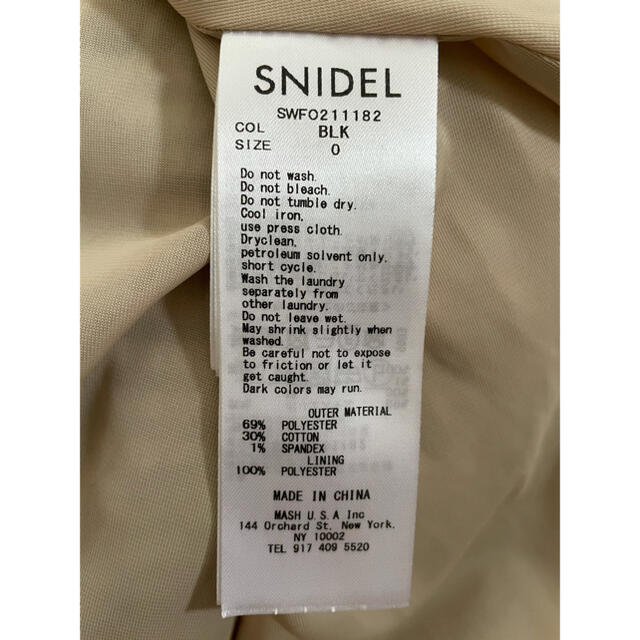 SNIDEL
SWFO211182
COL BLK
SIZE 0
Do not wash.
Do not bleach.
Do not tumble dry.
Cool iron,
use press cloth.
Dryclean,
petroleum solvent only.
short cycle.
Wash the laundry
separately from
other laundry.
Do not leave wet.
May shrink slightly when
washed.
Be careful not to expose
to friction or let it
get caught.
Dark colors may run.
OUTER MATERIAL
69% POLYESTER
30% COTTON
1% SPANDEX
LINING
100% POLYESTER
MADE IN CHINA
MASH U.S.A Inc
144 Orchard St. New York.
NY 10002
TEL 917 409 5520